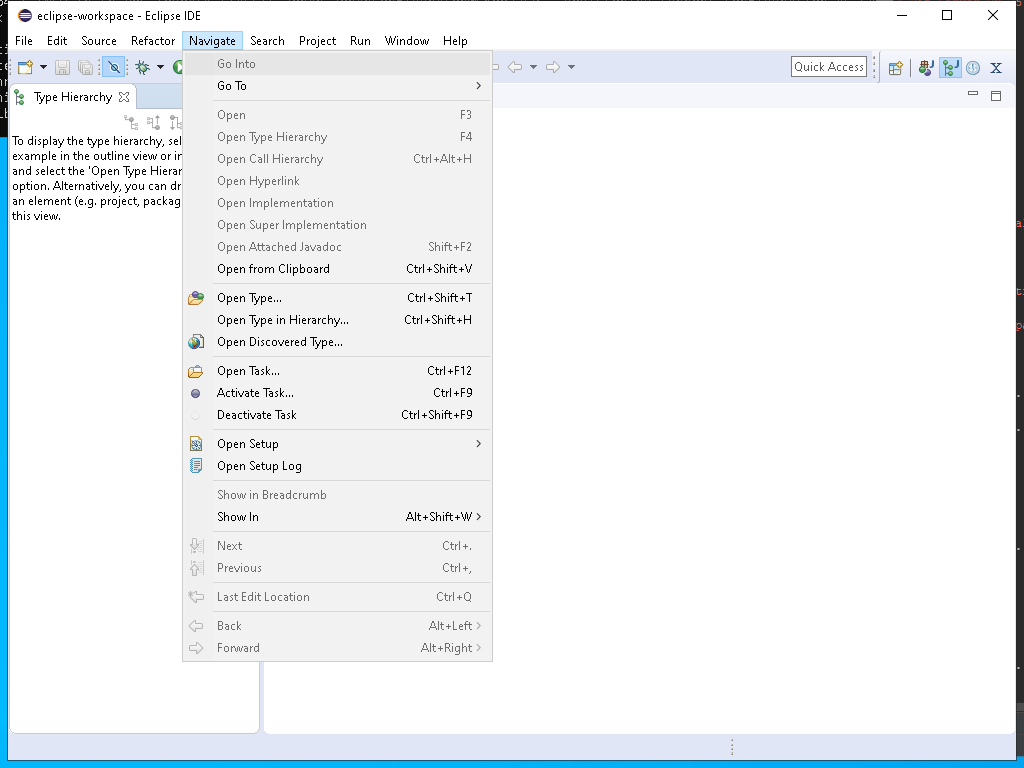 eclipse-workspace - Eclipse IDE
File Edit Source Refactor Navigate Search Project Run Window Help
Quick Access
Type Hierarchy
To display the type hierarchy, sel
example in the outline view or in
and select the 'Open Type Hierar
option. Alternatively, you can dr
an element (e.g. project, packag
this view.
Go Into
Go To
Open F3
Open Type Hierarchy F4
Open Call Hierarchy Ctrl+Alt+H
Open Hyperlink
Open Implementation
Open Super Implementation
Open Attached Javadoc Shift+F2
Open from Clipboard Ctrl+Shift+V
Open Type... Ctrl+Shift+T
Open Type in Hierarchy... Ctrl+Shift+H
Open Discovered Type...
Open Task... Ctrl+F12
Activate Task... Ctrl+F9
Deactivate Task Ctrl+Shift+F9
Open Setup
Open Setup Log
Show in Breadcrumb
Show In Alt+Shift+W
Next Ctrl+.
Previous Ctrl+,
Last Edit Location Ctrl+Q
Back Alt+Left
Forward Alt+Right